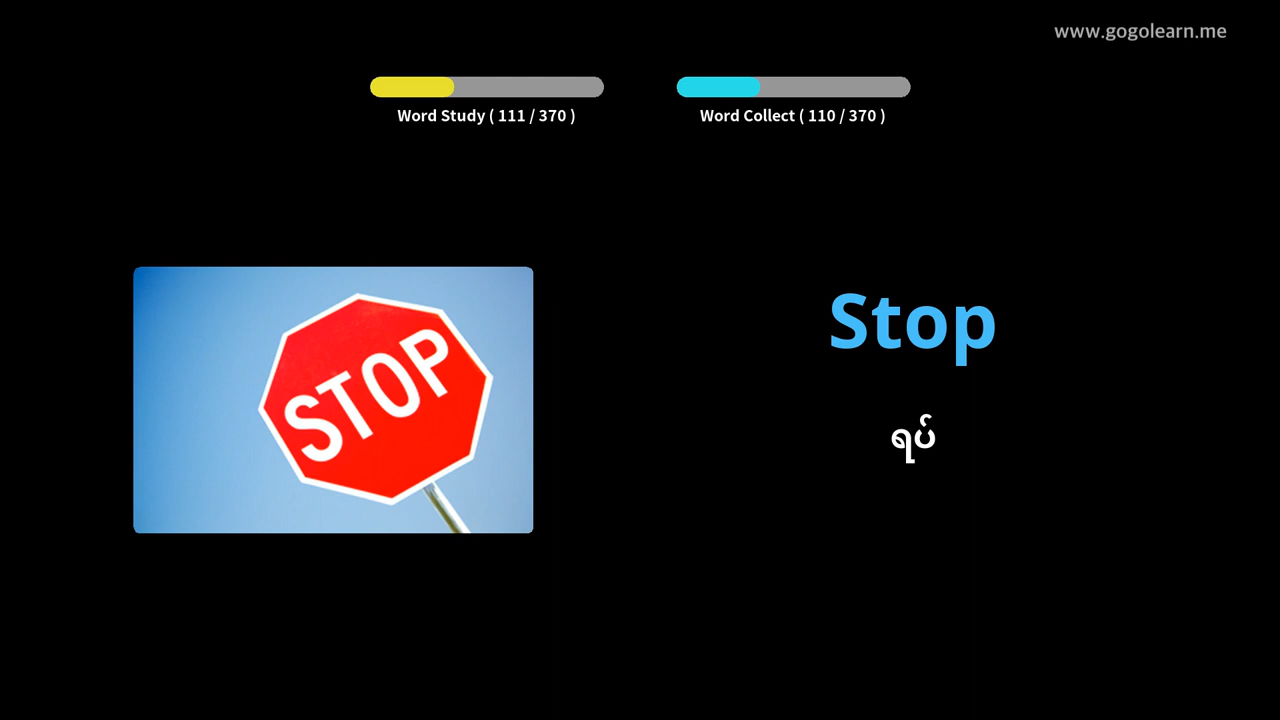 www.gogolearn.me
Word Study ( 111 / 370 )
Word Collect ( 110 / 370 )
STOP
Stop
ရပ်